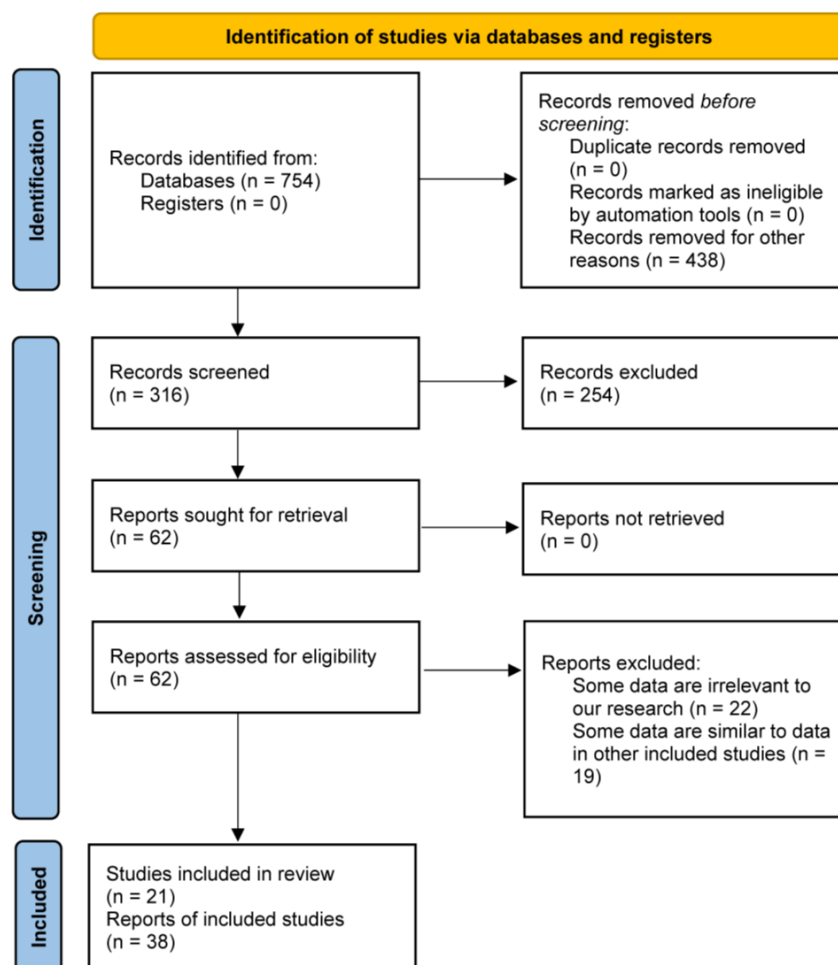 Identification of studies via databases and registers
Identification
Records identified from:
Databases (n = 754)
Registers (n = 0)
Records removed before
screening:
Duplicate records removed
(n = 0)
Records marked as ineligible
by automation tools (n = 0)
Records removed for other
reasons (n = 438)
Screening
Records screened
(n = 316)
Records excluded
(n = 254)
Reports sought for retrieval
(n = 62)
Reports not retrieved
(n = 0)
Reports assessed for eligibility
(n = 62)
Reports excluded:
Some data are irrelevant to
our research (n = 22)
Some data are similar to data
in other included studies (n =
19)
Included
Studies included in review
(n = 21)
Reports of included studies
(n = 38)